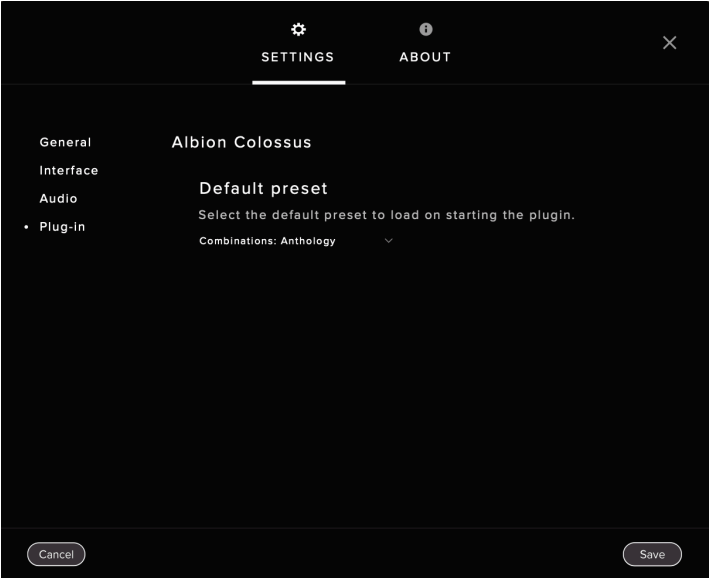 SETTINGS
ABOUT
General
Interface
Audio
Plug-in
Albion Colossus
Default preset
Select the default preset to load on starting the plugin.
Combinations: Anthology
Cancel
Save